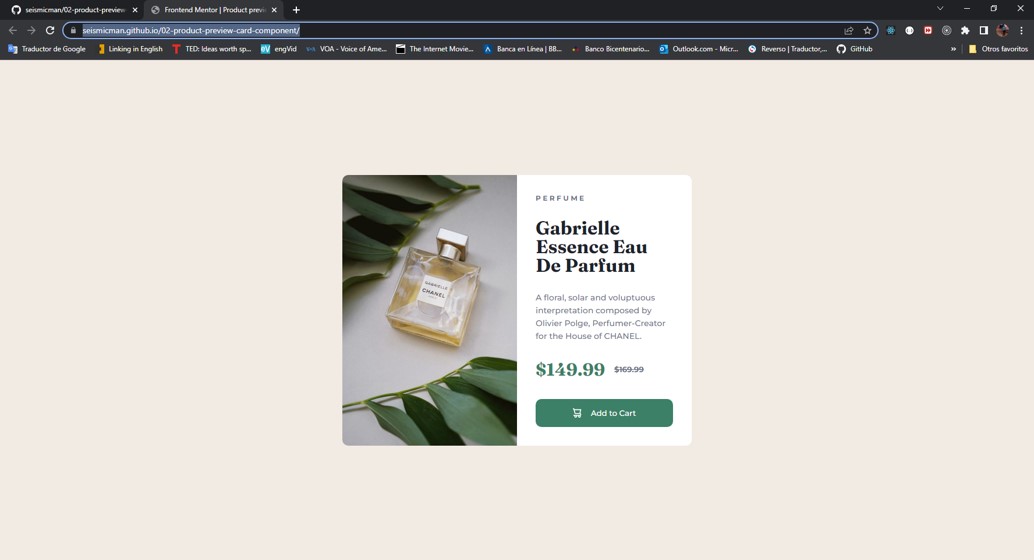 seismicman/02-product-preview
Frontend Mentor | Product previ
seismicman.github.io/02-product-preview-card-component/
Traductor de Google
Linking in English
TED: Ideas worth sp...
engVid
VOA - Voice of Ame...
The Internet Movie...
Banca en Línea | BB...
Banco Bicentenario...
Outlook.com - Micr...
Reverso | Traductor,...
GitHub
»
Otros favoritos
PERFUME
Gabrielle
Essence Eau
De Parfum
GABRIELLE
CHANEL
A floral, solar and voluptuous
interpretation composed by
Olivier Polge, Perfumer-Creator
for the House of CHANEL.
$149.99 $169.99
Add to Cart